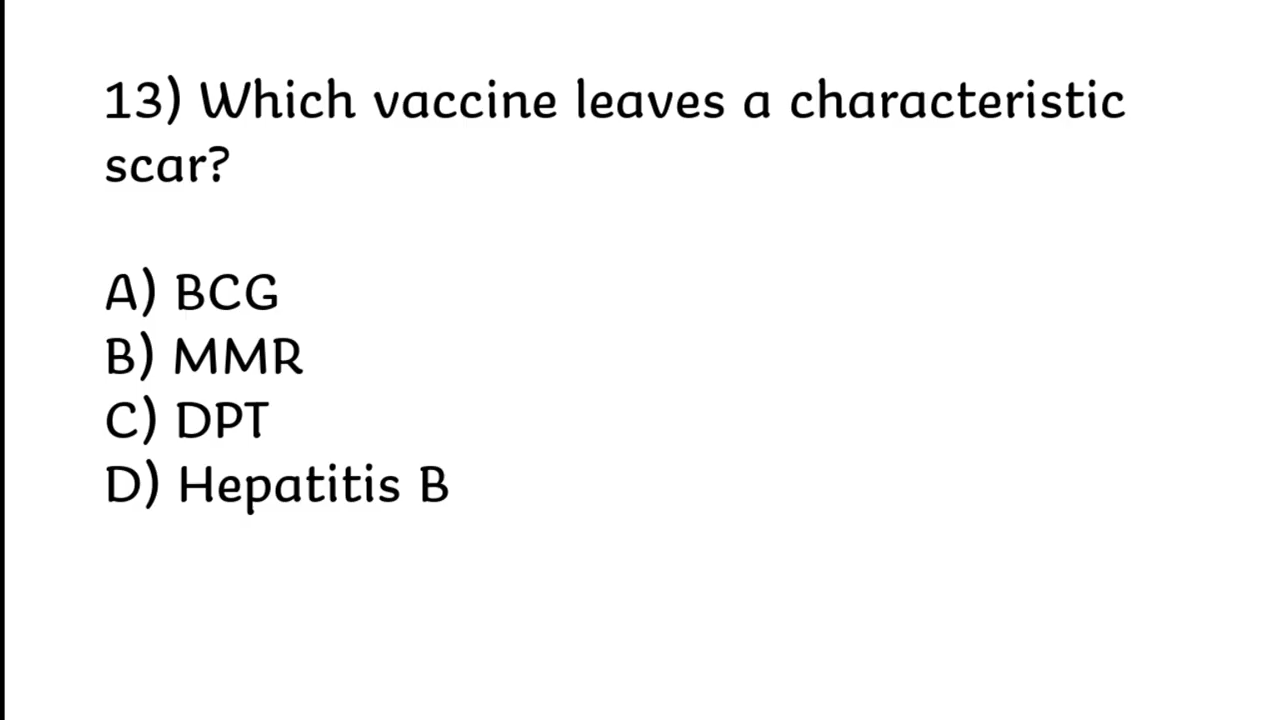 13) Which vaccine leaves a characteristic
scar?
A) BCG
B) MMR
C) DPT
D) Hepatitis B